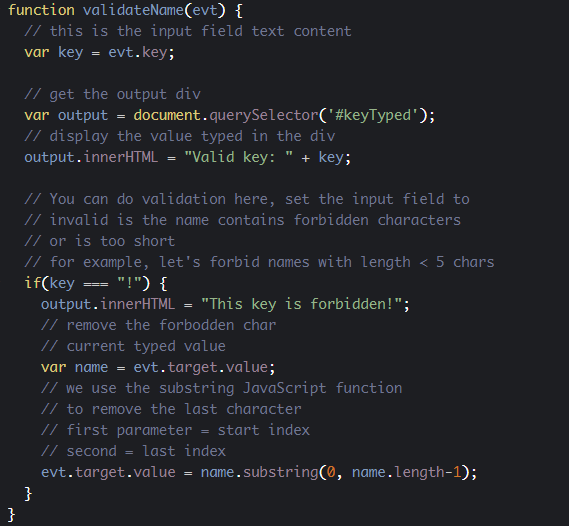 function validateName(evt) {
// this is the input field text content
var key = evt.key;
// get the output div
var output = document.querySelector('#keyTyped');
// display the value typed in the div
output.innerHTML = "Valid key: " + key;
// You can do validation here, set the input field to
// invalid is the name contains forbidden characters
// or is too short
// for example, let's forbid names with length < 5 chars
if(key === "!") {
output.innerHTML = "This key is forbidden!";
// remove the forbodden char
// current typed value
var name = evt.target.value;
// we use the substring JavaScript function
// to remove the last character
// first parameter = start index
// second = last index
evt.target.value = name.substring(0, name.length-1);
}
}